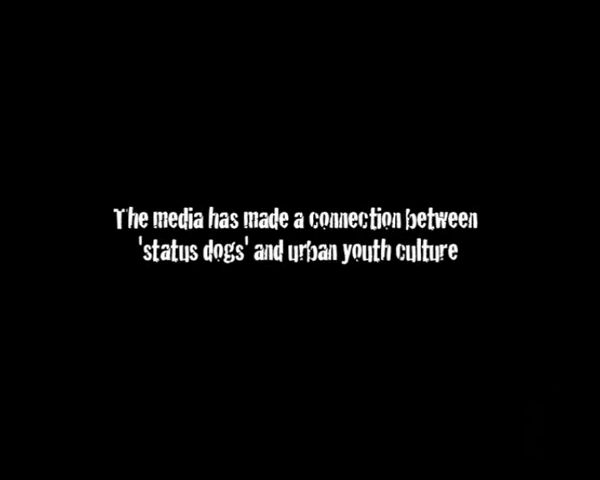 The media has made a connection between
'status dogs' and urban youth culture